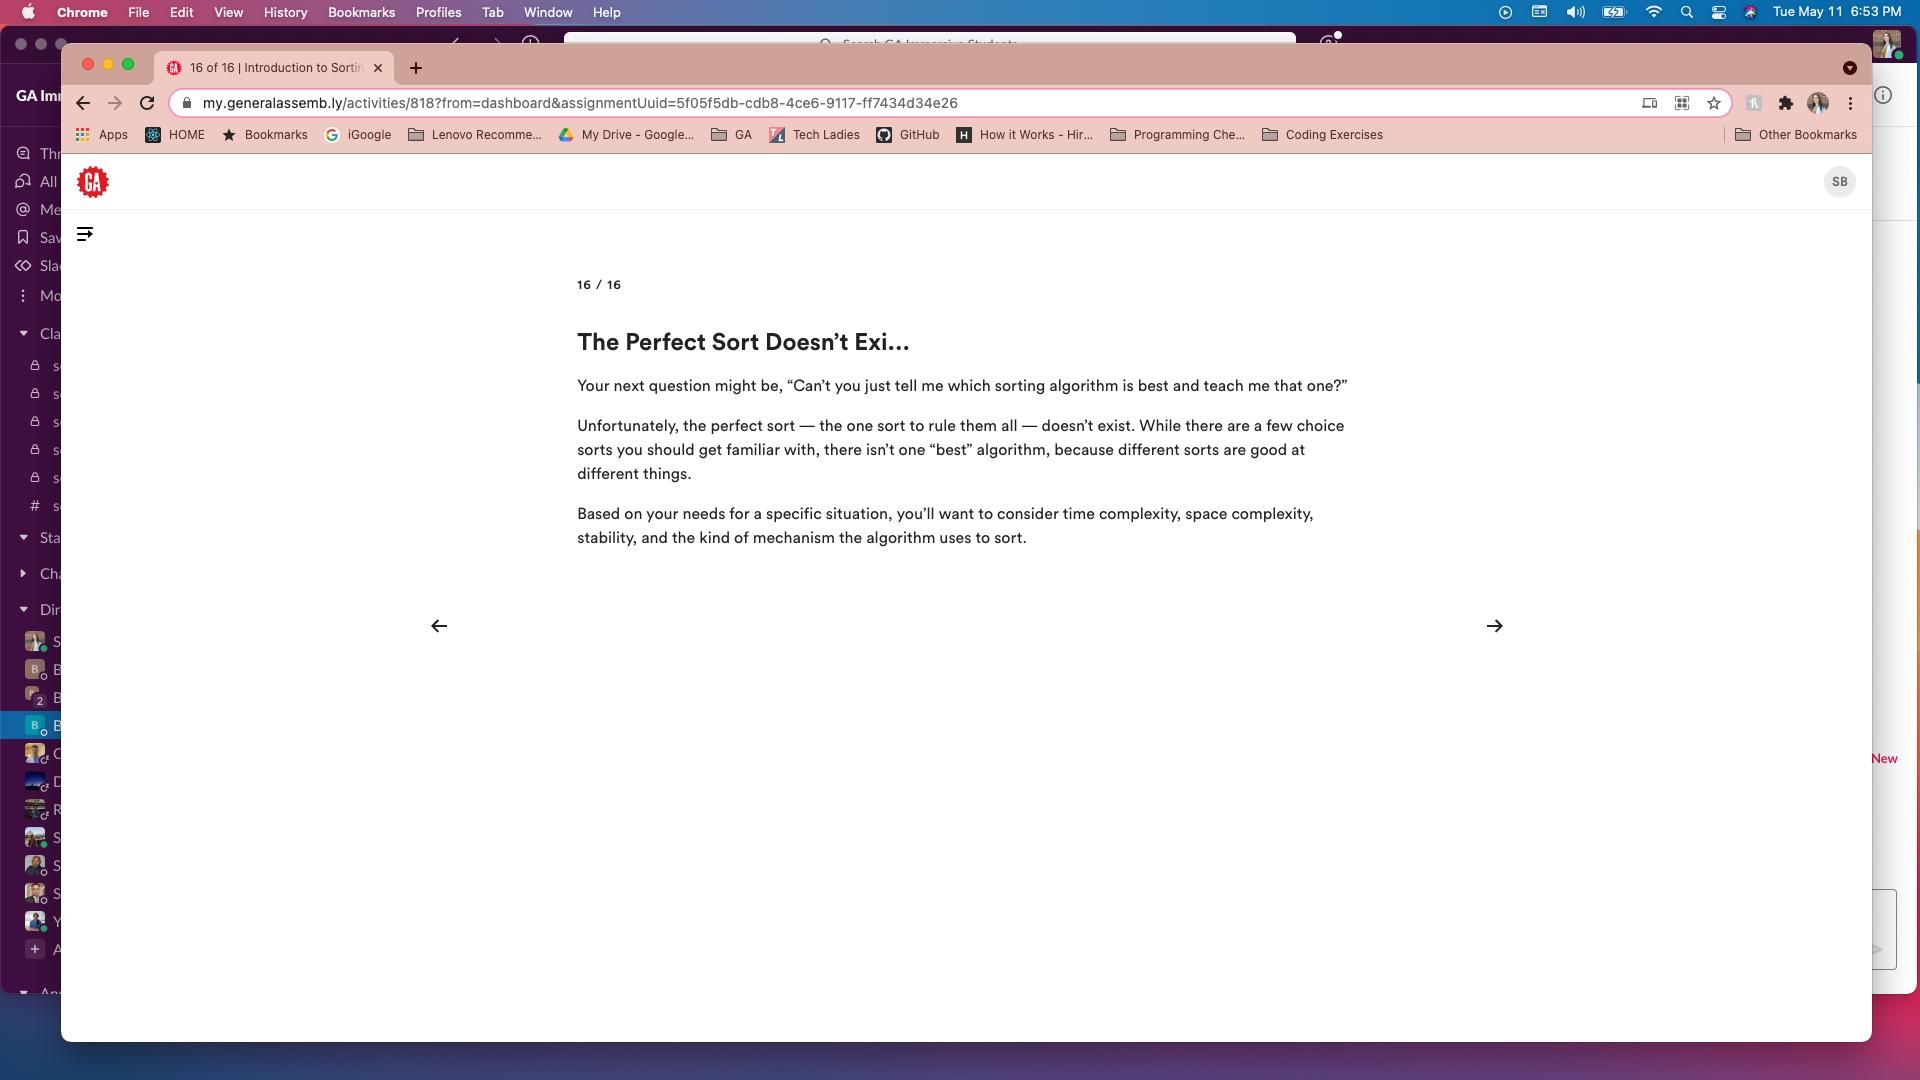 Chrome File Edit View History Bookmarks Profiles Tab Window Help Tue May 11 6:53 PM
16 of 16 | Introduction to Sortin
my.generalassemb.ly/activities/818?from=dashboard&assignmentUuid=5f05f5db-cdb8-4ce6-9117-ff7434d34e26
Apps HOME Bookmarks iGoogle Lenovo Recomme... My Drive - Google... GA Tech Ladies GitHub How it Works - Hir... Programming Che... Coding Exercises Other Bookmarks
GA
SB
16 / 16
The Perfect Sort Doesn’t Exi...
Your next question might be, “Can’t you just tell me which sorting algorithm is best and teach me that one?”
Unfortunately, the perfect sort — the one sort to rule them all — doesn’t exist. While there are a few choice
sorts you should get familiar with, there isn’t one “best” algorithm, because different sorts are good at
different things.
Based on your needs for a specific situation, you’ll want to consider time complexity, space complexity,
stability, and the kind of mechanism the algorithm uses to sort.
GA Im
Thr
All
Me
Sav
Sla
Mo
Cla
Sta
Cha
Dir
New